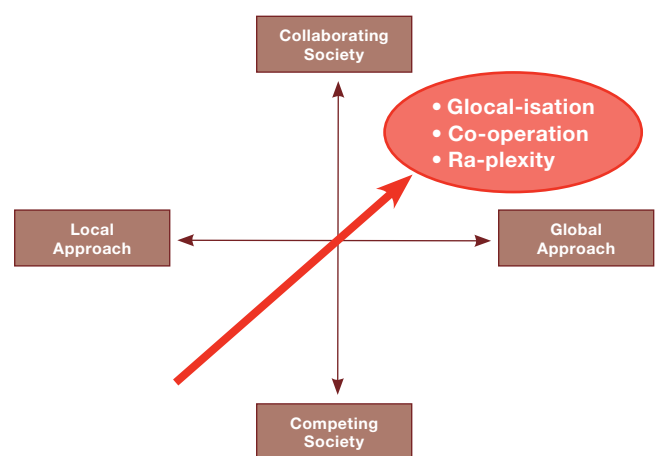 Collaborating
Society
• Glocal-isation
• Co-operation
• Ra-plexity
Local
Approach
Global
Approach
Competing
Society